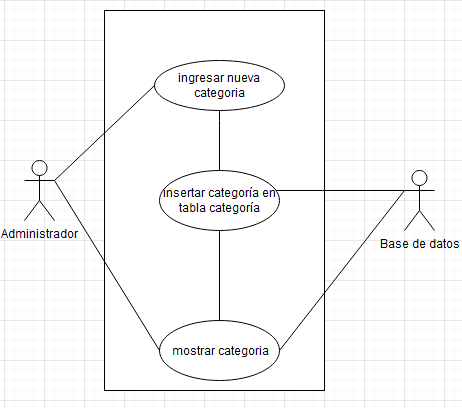 ingresar nueva
categoria
insertar categoría en
tabla categoría
Administrador
Base de datos
mostrar categoria